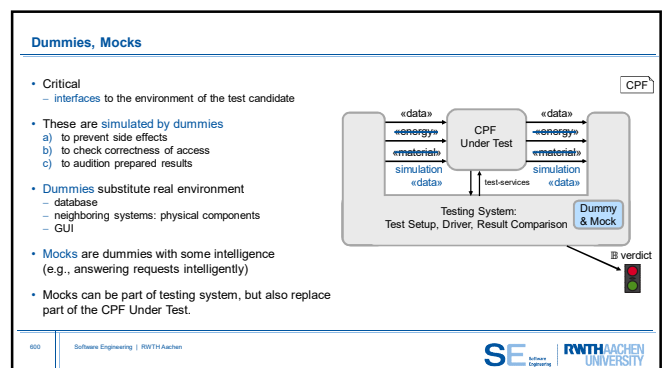 Dummies, Mocks
• Critical
– interfaces to the environment of the test candidate
• These are simulated by dummies
a) to prevent side effects
b) to check correctness of access
c) to audition prepared results
• Dummies substitute real environment
– database
– neighboring systems: physical components
– GUI
• Mocks are dummies with some intelligence
(e.g., answering requests intelligently)
• Mocks can be part of testing system, but also replace
part of the CPF Under Test.
CPF
«data»
«energy»
«material»
simulation
«data»
CPF
Under Test
test-services
«data»
«energy»
«material»
simulation
«data»
Testing System:
Test Setup, Driver, Result Comparison
Dummy
& Mock
𝔹 verdict
600
Software Engineering | RWTH Aachen
SE Software
Engineering
RWTH AACHEN
UNIVERSITY